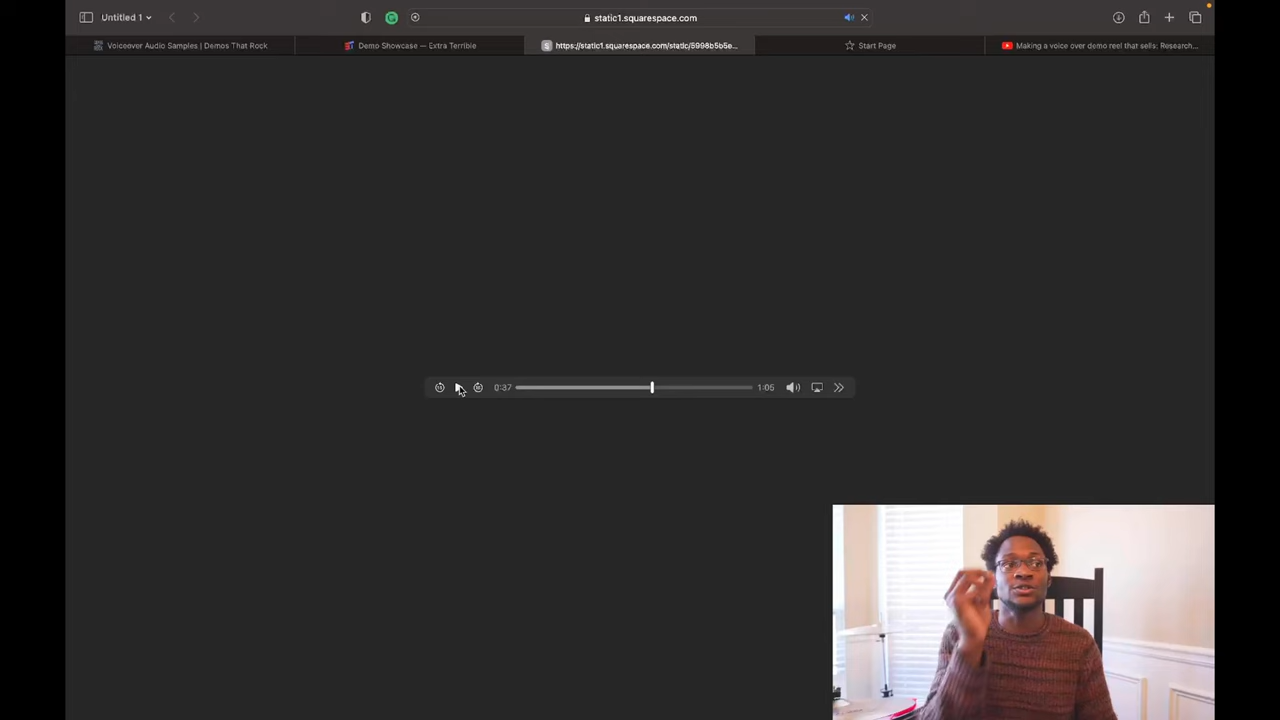 Untitled 1
static1.squarespace.com
Voiceover Audio Samples | Demos That Rock
Demo Showcase — Extra Terrible
S https://static1.squarespace.com/static/5998b5b5e...
Start Page
Making a voice over demo reel that sells: Research...
0:37
1:05